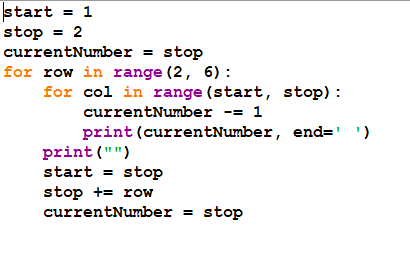 start = 1
stop = 2
currentNumber = stop
for row in range(2, 6):
    for col in range(start, stop):
        currentNumber -= 1
        print(currentNumber, end=' ')
    print("")
    start = stop
    stop += row
    currentNumber = stop